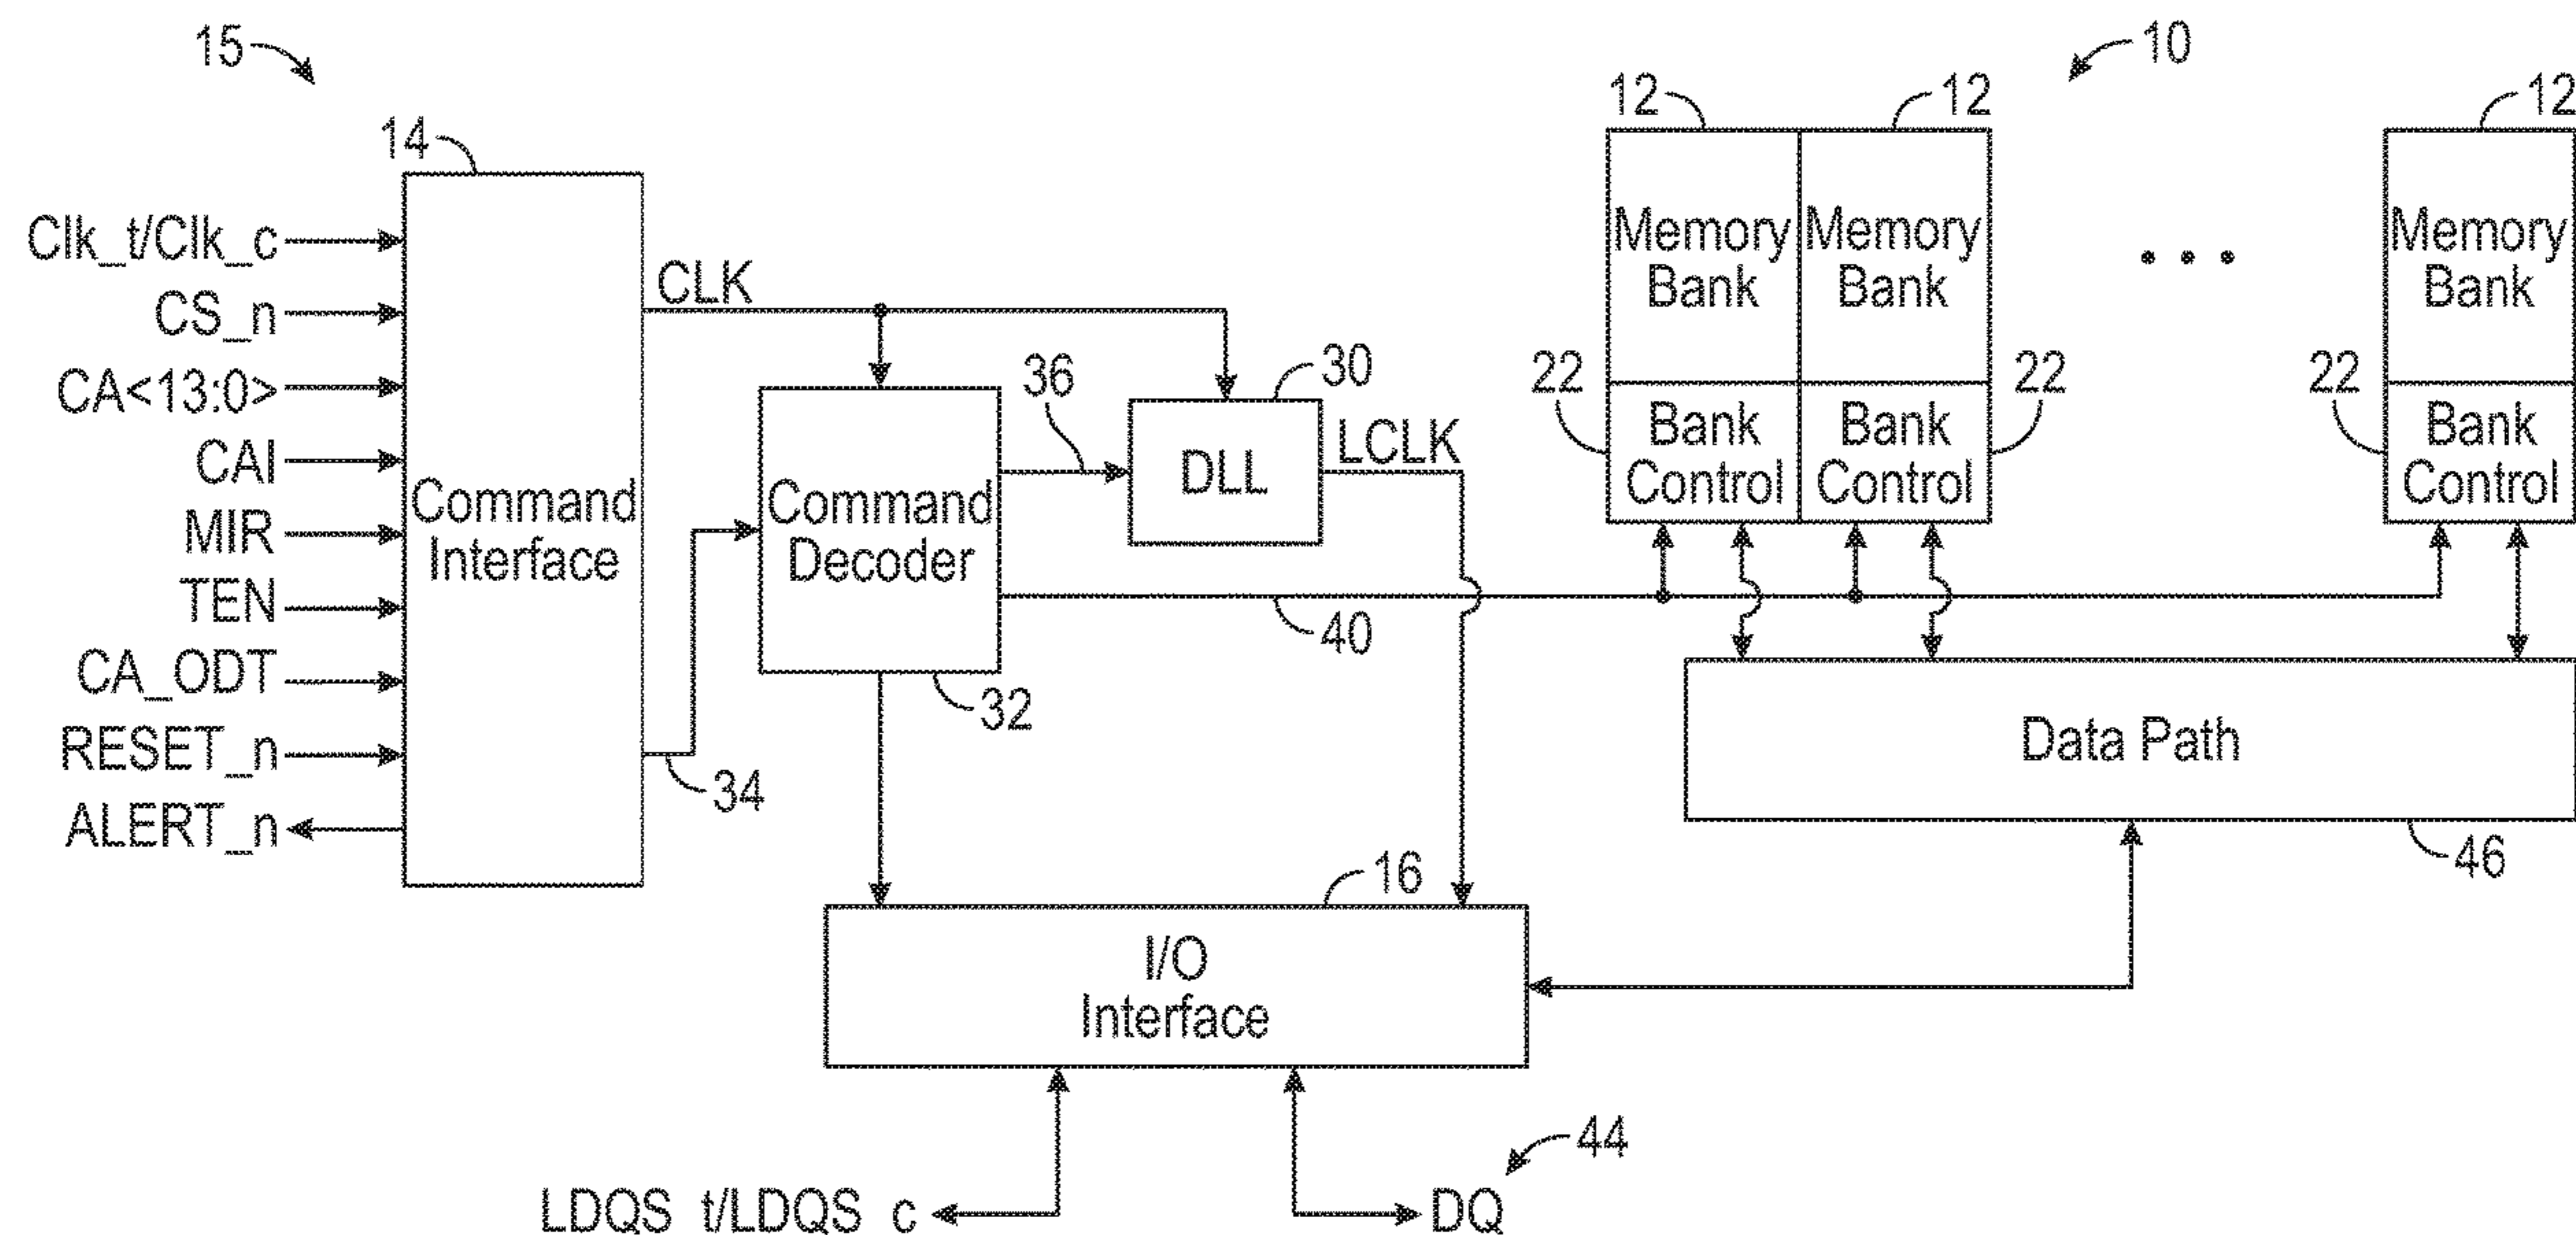 15
10
12
12
12
14
Clk_t/Clk_c
CS_n
CA<13:0>
CAI
MIR
TEN
CA_ODT
RESET_n
ALERT_n
Command
Interface
CLK
34
Command
Decoder
32
36
30
DLL
LCLK
40
Memory
Bank
Memory
Bank
• • •
Memory
Bank
22
22
22
Bank
Control
Bank
Control
Bank
Control
Data Path
46
16
I/O
Interface
44
LDQS t/LDQS c
DQ